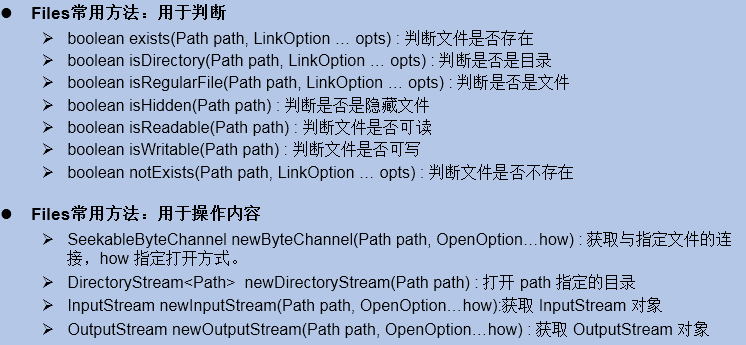 ● Files常用方法：用于判断
➢ boolean exists(Path path, LinkOption … opts) : 判断文件是否存在
➢ boolean isDirectory(Path path, LinkOption … opts) : 判断是否是目录
➢ boolean isRegularFile(Path path, LinkOption … opts) : 判断是否是文件
➢ boolean isHidden(Path path) : 判断是否是隐藏文件
➢ boolean isReadable(Path path) : 判断文件是否可读
➢ boolean isWritable(Path path) : 判断文件是否可写
➢ boolean notExists(Path path, LinkOption … opts) : 判断文件是否不存在
● Files常用方法：用于操作内容
➢ SeekableByteChannel newByteChannel(Path path, OpenOption…how) : 获取与指定文件的连
接，how 指定打开方式。
➢ DirectoryStream<Path> newDirectoryStream(Path path) : 打开 path 指定的目录
➢ InputStream newInputStream(Path path, OpenOption…how):获取 InputStream 对象
➢ OutputStream newOutputStream(Path path, OpenOption…how) : 获取 OutputStream 对象